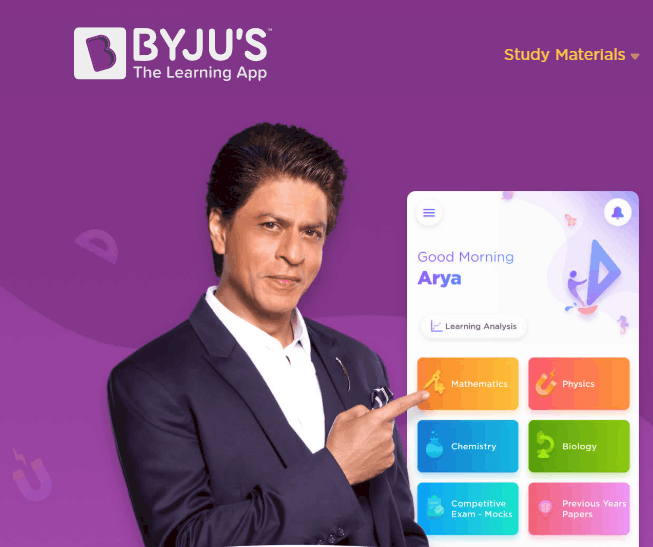 BYJU'S™
The Learning App
Study Materials
Good Morning
Arya
Learning Analysis
Mathematics
Physics
Chemistry
Biology
Competitive
Exam - Mocks
Previous Years
Papers